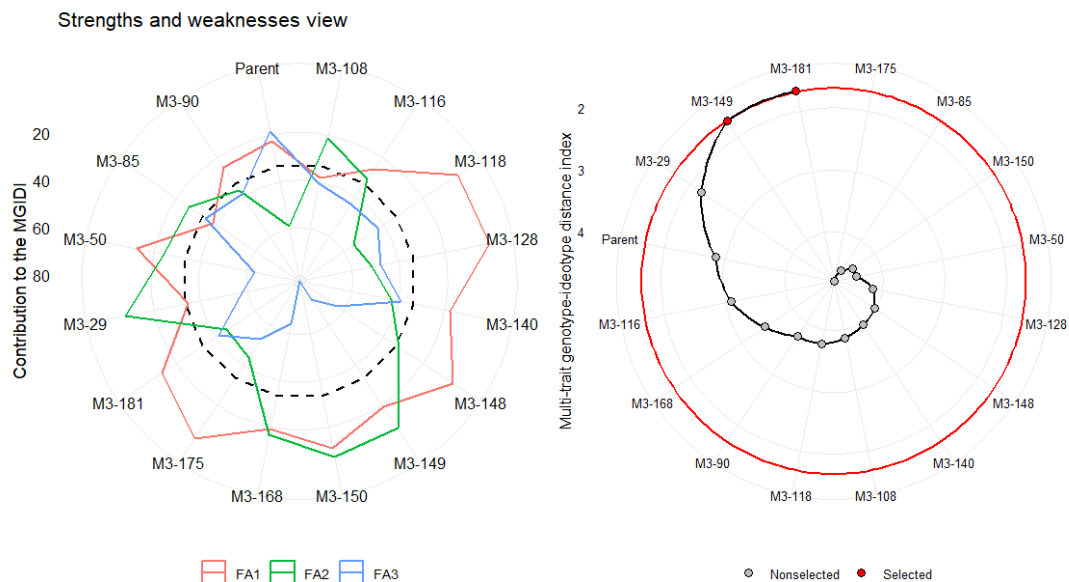 Strengths and weaknesses view
Contribution to the MGIDI
20
40
60
80
Parent
M3-108
M3-116
M3-118
M3-128
M3-140
M3-148
M3-149
M3-150
M3-168
M3-175
M3-181
M3-29
M3-50
M3-85
M3-90
FA1 FA2 FA3
Multi-trait genotype-ideotype distance index
2
3
4
M3-181
M3-175
M3-85
M3-150
M3-50
M3-128
M3-148
M3-140
M3-108
M3-118
M3-90
M3-168
M3-116
Parent
M3-29
M3-149
Nonselected Selected